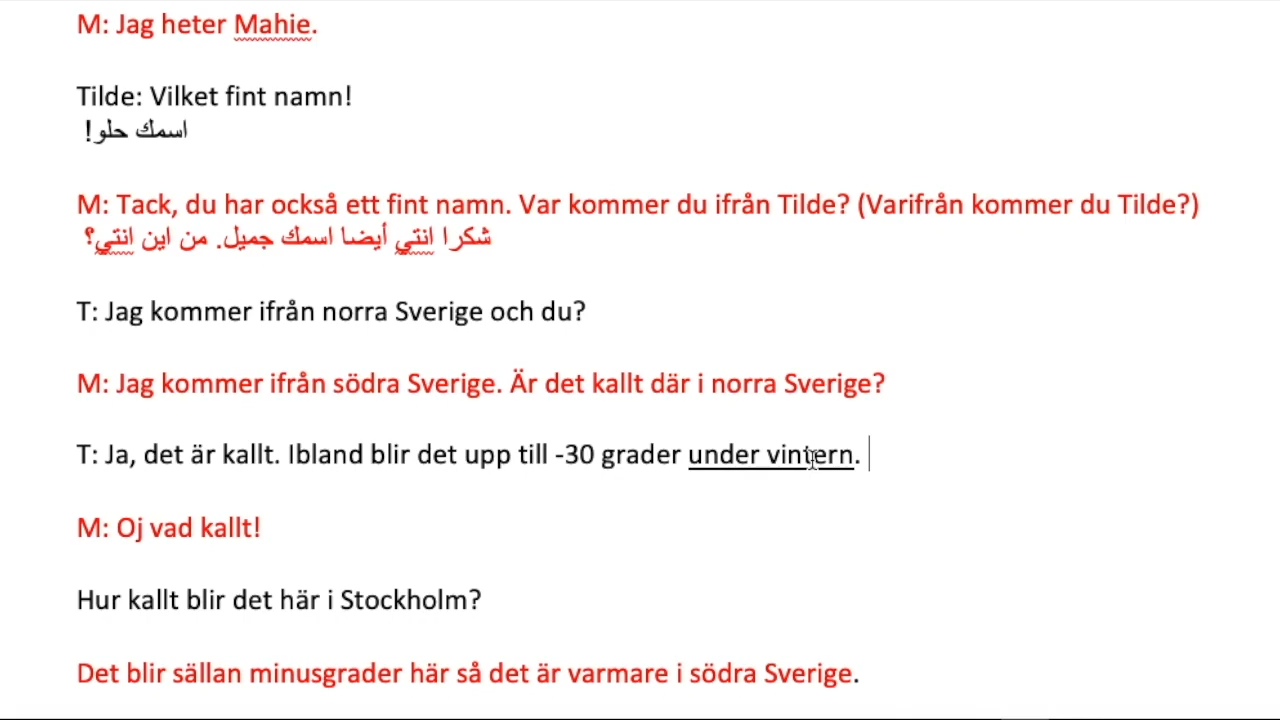 M: Jag heter Mahie.
Tilde: Vilket fint namn!
اسمك حلو!
M: Tack, du har också ett fint namn. Var kommer du ifrån Tilde? (Varifrån kommer du Tilde?)
شكرا انتي أيضا اسمك جميل. من اين انتي؟
T: Jag kommer ifrån norra Sverige och du?
M: Jag kommer ifrån södra Sverige. Är det kallt där i norra Sverige?
T: Ja, det är kallt. Ibland blir det upp till -30 grader under vintern.
M: Oj vad kallt!
Hur kallt blir det här i Stockholm?
Det blir sällan minusgrader här så det är varmare i södra Sverige.